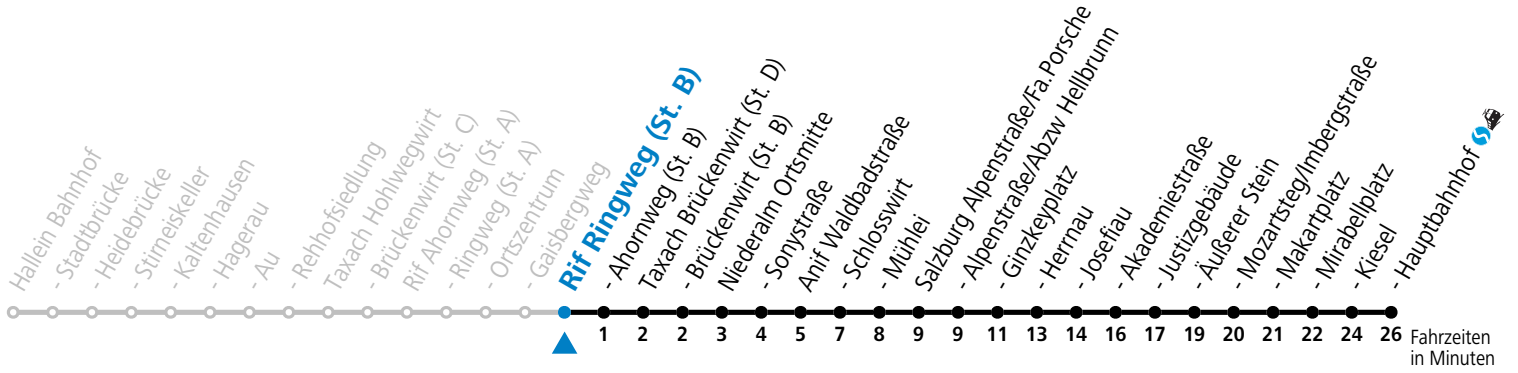 Hallein Bahnhof
- Stadtbrücke
- Heidebrücke
- Stirneiskeller
- Kaltenhausen
- Hagerau
- Au
- Rehhofsiedlung
Taxach Hohlwegwirt
- Brückenwirt (St. C)
Rif Ahornweg (St. A)
- Ringweg (St. A)
- Ortszentrum
- Gaisbergweg
Rif Ringweg (St. B)
- Ahornweg (St. B)
Taxach Brückenwirt (St. D)
- Brückenwirt (St. B)
Niederalm Ortsmitte
- Sonystraße
Anif Waldbadstraße
- Schlosswirt
- Mühlei
Salzburg Alpenstraße/Fa.Porsche
- Alpenstraße/Abzw Hellbrunn
- Ginzkeyplatz
- Herrnau
- Josefiau
- Akademiestraße
- Justizgebäude
- Äußerer Stein
- Mozartsteg/Imbergstraße
- Makartplatz
- Mirabellplatz
- Kiesel
- Hauptbahnhof
1 2 2 3 4 5 7 8 9 9 11 13 14 16 17 19 20 21 22 24 26 Fahrzeiten
in Minuten